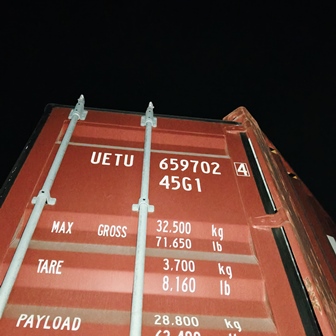 UETU 659702 4
45G1
MAX GROSS 32.500 kg
71.650 lb
TARE 3.700 kg
8.160 lb
PAYLOAD 28.800 kg